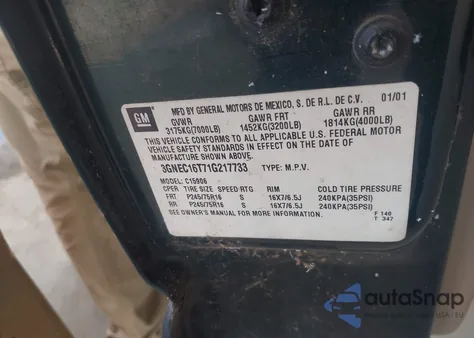 GM
MFD BY GENERAL MOTORS DE MEXICO, S. DE R.L. DE C.V. 01/01
GVWR GAWR FRT GAWR RR
3175KG(7000LB) 1452KG(3200LB) 1814KG(4000LB)
THIS VEHICLE CONFORMS TO ALL APPLICABLE U.S. FEDERAL MOTOR
VEHICLE SAFETY STANDARDS IN EFFECT ON THE DATE OF
MANUFACTURE SHOWN ABOVE.
3GNEC16T71G217733 TYPE: M.P.V.
MODEL: C15906
CPER TIRE SIZE SPEED RTG RIM COLD TIRE PRESSURE
FRT P245/75R16 S 16X7/6.5J 240KPA(35PSI)
RR P245/75R16 S 16X7/6.5J 240KPA(35PSI)
SEE OWNER'S MANUAL FOR MORE INFORMATION. F 140
T 347
autoSnap